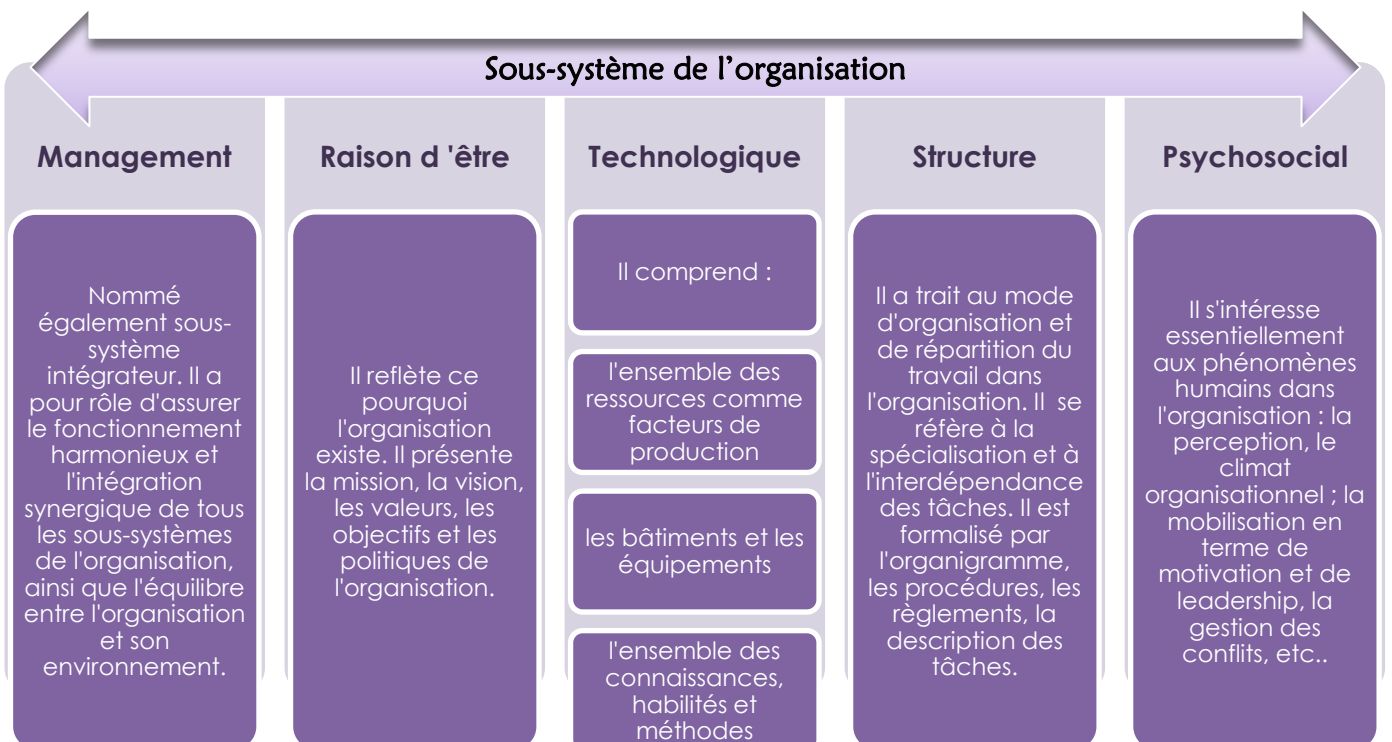 Sous-système de l'organisation
Management
Nommé
également sous-
système
intégrateur. Il a
pour rôle d'assurer
le fonctionnement
harmonieux et
l'intégration
synergique de tous
les sous-systèmes
de l'organisation,
ainsi que l'équilibre
entre l'organisation
et son
environnement.
Raison d 'être
Il reflète ce
pourquoi
l'organisation
existe. Il présente
la mission, la vision,
les valeurs, les
objectifs et les
politiques de
l'organisation.
Technologique
Il comprend :
l'ensemble des
ressources comme
facteurs de
production
les bâtiments et les
équipements
l'ensemble des
connaissances,
habilités et
méthodes
Structure
Il a trait au mode
d'organisation et
de répartition du
travail dans
l'organisation. Il se
réfère à la
spécialisation et à
l'interdépendance
des tâches. Il est
formalisé par
l'organigramme,
les procédures, les
règlements, la
description des
tâches.
Psychosocial
Il s'intéresse
essentiellement
aux phénomènes
humains dans
l'organisation : la
perception, le
climat
organisationnel ; la
mobilisation en
terme de
motivation et de
leadership, la
gestion des
conflits, etc..